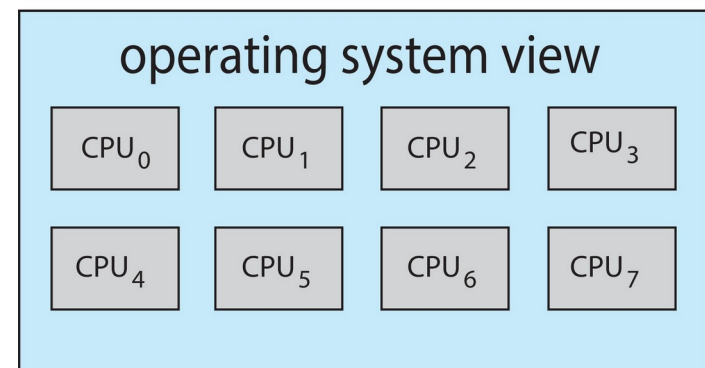 operating system view
CPU₀ CPU₁ CPU₂ CPU₃
CPU₄ CPU₅ CPU₆ CPU₇